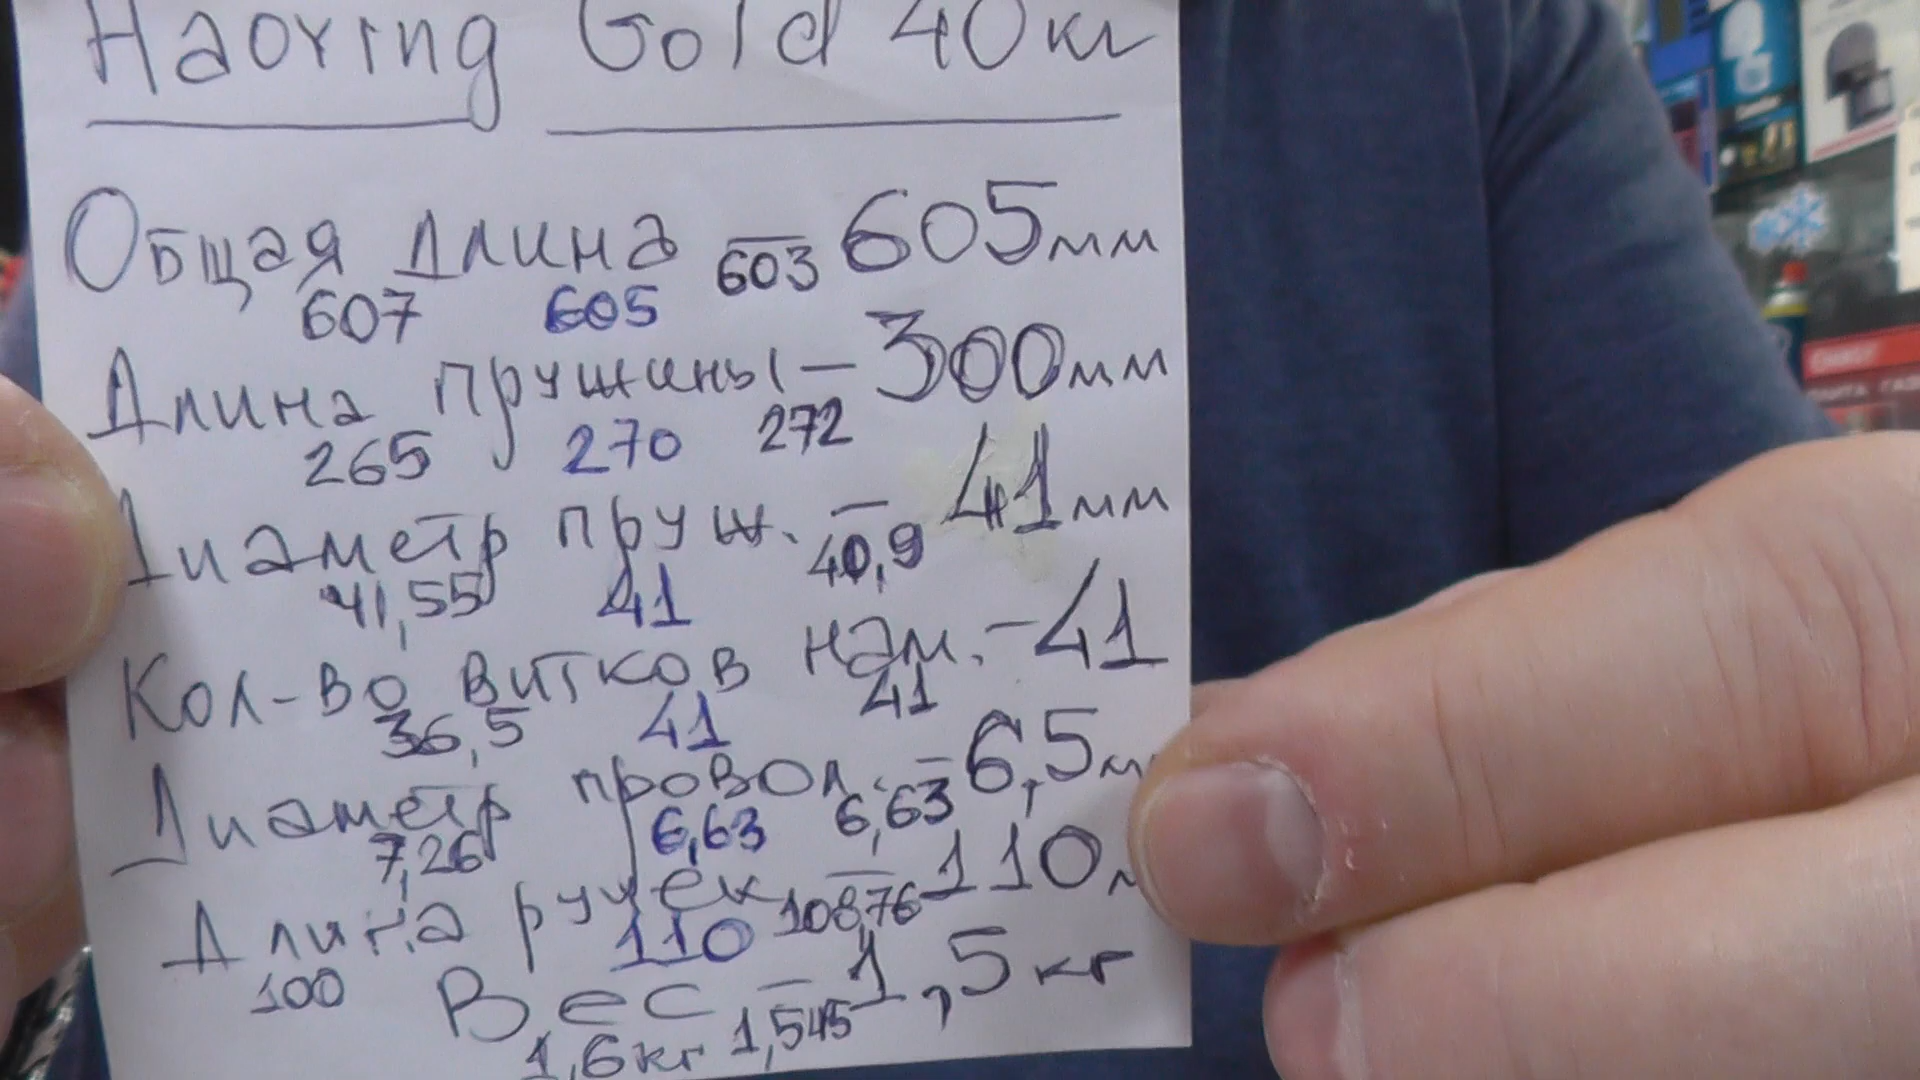 Haoying Gold 40кг
Общая длина – 605мм
607 605 603
Длина пружины – 300мм
265 270 272
Диаметр пруж. – 41мм
41,55 41 40,9
Кол-во витков нам. – 41
36,5 41 41
Диаметр провол. – 6,5м
7,26 6,63 6,63
Длина ручек – 110м
100 110 108,76
Вес – 1,5кг
1,6кг 1,545